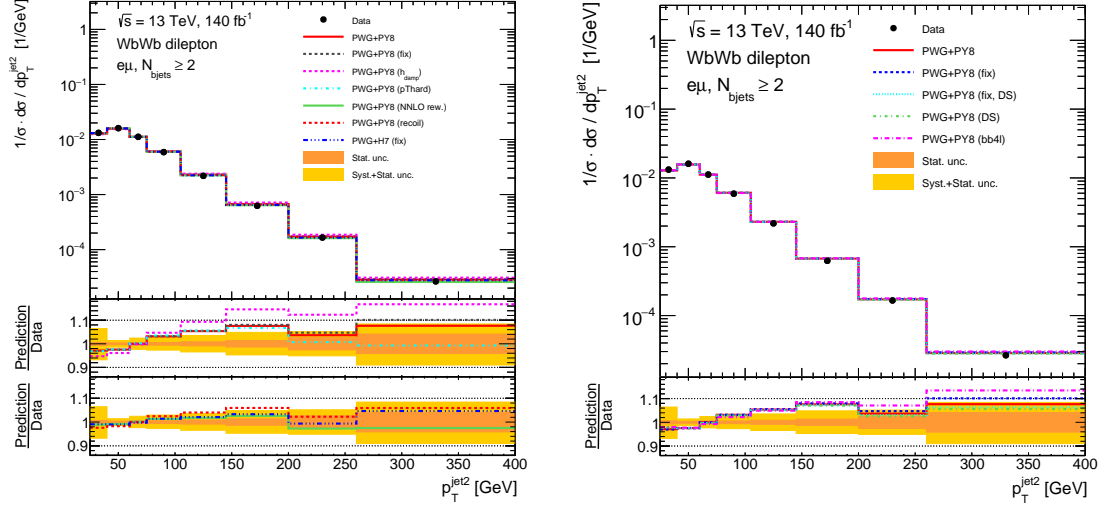 √s = 13 TeV, 140 fb⁻¹
WbWb dilepton
eμ, N_bjets ≥ 2
Data
PWG+PY8
PWG+PY8 (fix)
PWG+PY8 (h_damp)
PWG+PY8 (pThard)
PWG+PY8 (NNLO rew.)
PWG+PY8 (recoil)
PWG+H7 (fix)
Stat. unc.
Syst.+Stat. unc.
1/σ · dσ / dp_T^jet2 [1/GeV]
1
10⁻¹
10⁻²
10⁻³
10⁻⁴
Prediction
Data
1.1
1
0.9
Prediction
Data
1.1
1
0.9
50 100 150 200 250 300 350 400
p_T^jet2 [GeV]
√s = 13 TeV, 140 fb⁻¹
WbWb dilepton
eμ, N_bjets ≥ 2
Data
PWG+PY8
PWG+PY8 (fix)
PWG+PY8 (fix, DS)
PWG+PY8 (DS)
PWG+PY8 (bb4l)
Stat. unc.
Syst.+Stat. unc.
1/σ · dσ / dp_T^jet2 [1/GeV]
1
10⁻¹
10⁻²
10⁻³
10⁻⁴
Prediction
Data
1.1
1
0.9
50 100 150 200 250 300 350 400
p_T^jet2 [GeV]